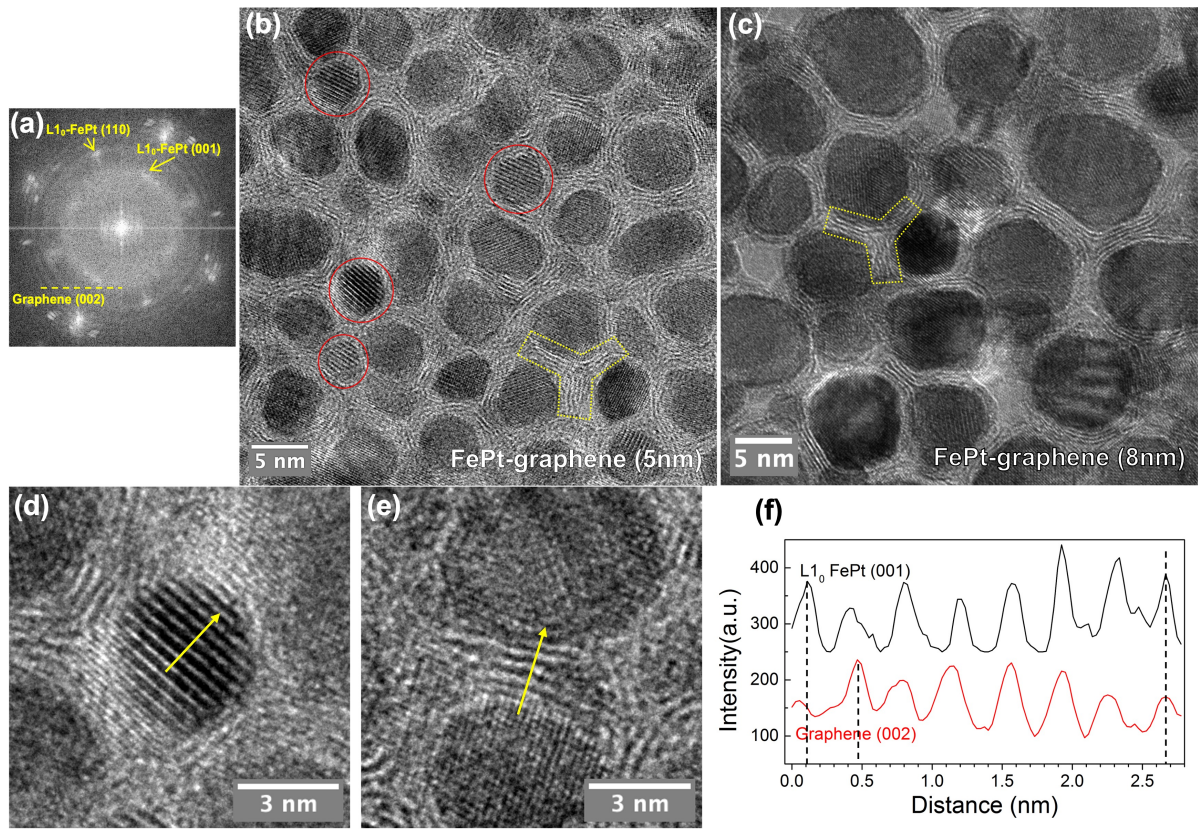 (a)
L1₀-FePt (110)
L1₀-FePt (001)
Graphene (002)
(b)
5 nm
FePt-graphene (5nm)
(c)
5 nm
FePt-graphene (8nm)
(d)
3 nm
(e)
3 nm
(f)
L1₀ FePt (001)
Graphene (002)
Intensity(a.u.)
400
300
200
100
0.0 0.5 1.0 1.5 2.0 2.5
Distance (nm)